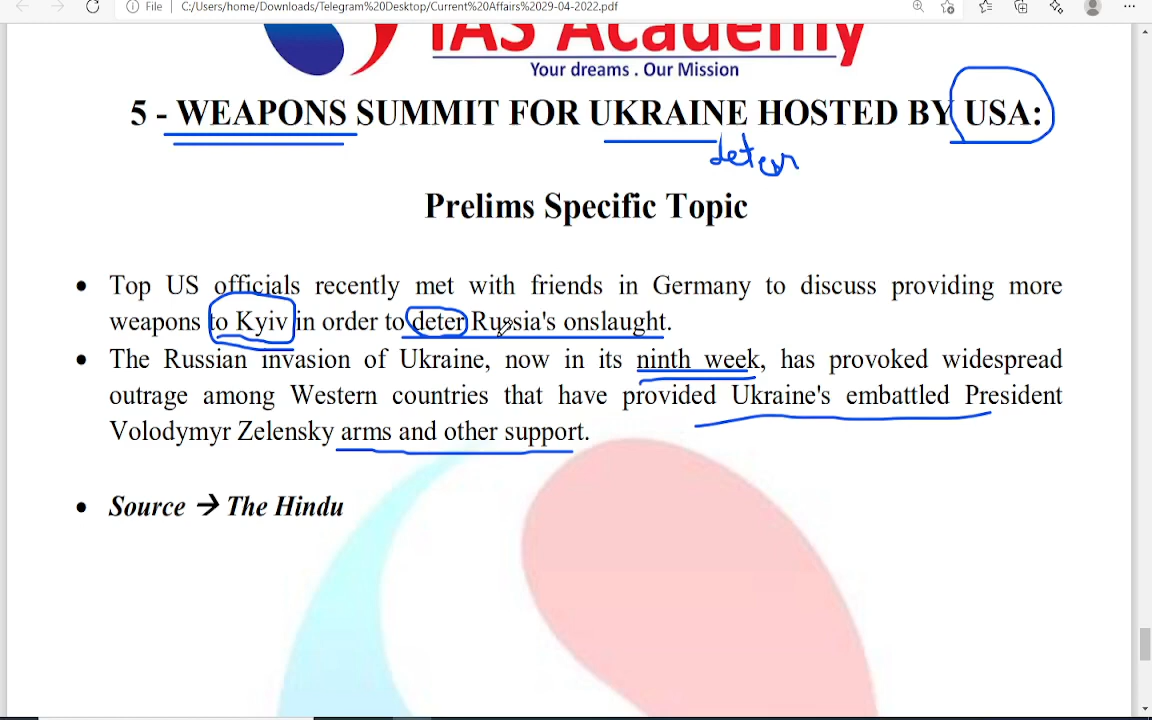 File | C:/Users/home/Downloads/Telegram%20Desktop/Current%20Affairs%2029-04-2022.pdf
IAS Academy
Your dreams . Our Mission
5 - WEAPONS SUMMIT FOR UKRAINE HOSTED BY USA:
Prelims Specific Topic
• Top US officials recently met with friends in Germany to discuss providing more
weapons to Kyiv in order to deter Russia's onslaught.
• The Russian invasion of Ukraine, now in its ninth week, has provoked widespread
outrage among Western countries that have provided Ukraine's embattled President
Volodymyr Zelensky arms and other support.
• Source → The Hindu